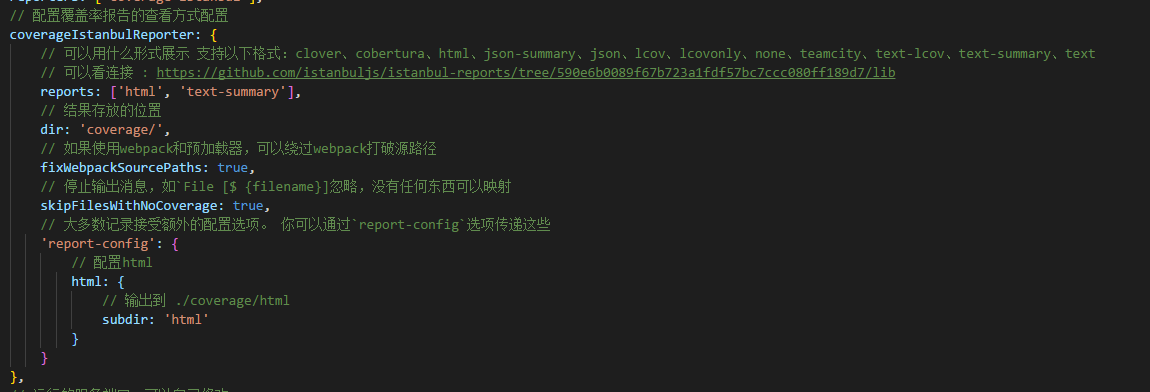 // 配置覆盖率报告的查看方式配置
coverageIstanbulReporter: {
// 可以用什么形式展示 支持以下格式：clover、cobertura、html、json-summary、json、lcov、lcovonly、none、teamcity、text-lcov、text-summary、text
// 可以看连接 : https://github.com/istanbuljs/istanbul-reports/tree/590e6b0089f67b723a1fdf57bc7ccc080ff189d7/lib
reports: ['html', 'text-summary'],
// 结果存放的位置
dir: 'coverage/',
// 如果使用webpack和预加载器，可以绕过webpack打破源路径
fixWebpackSourcePaths: true,
// 停止输出消息，如`File [$ {filename}]忽略，没有任何东西可以映射
skipFilesWithNoCoverage: true,
// 大多数记录接受额外的配置选项。 你可以通过`report-config`选项传递这些
'report-config': {
// 配置html
html: {
// 输出到 ./coverage/html
subdir: 'html'
}
}
},